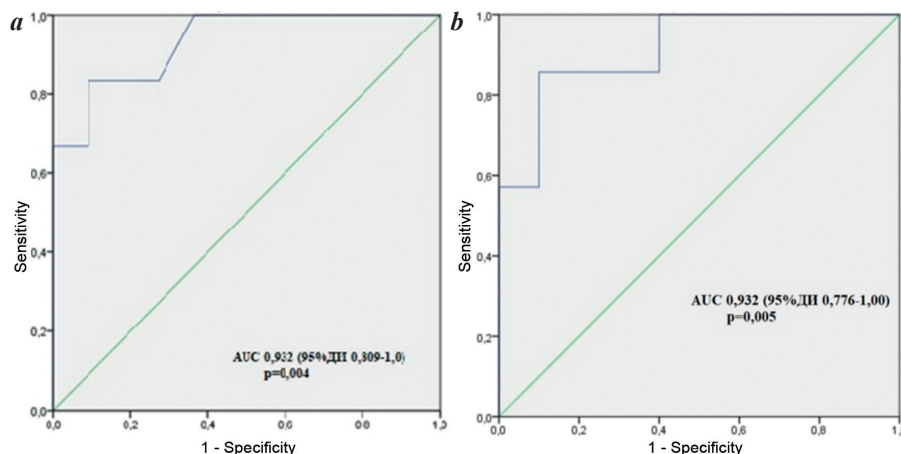 a
1,0
0,8
0,6
0,4
0,2
0,0
Sensitivity
AUC 0,932 (95%ДИ 0,809-1,0)
p=0,004
0,0
0,2
0,4
0,6
0,8
1,0
1 - Specificity
b
1,0
0,8
0,6
0,4
0,2
0,0
Sensitivity
AUC 0,932 (95%ДИ 0,776-1,00)
p=0,005
0,0
0,2
0,4
0,6
0,8
1,0
1 - Specificity